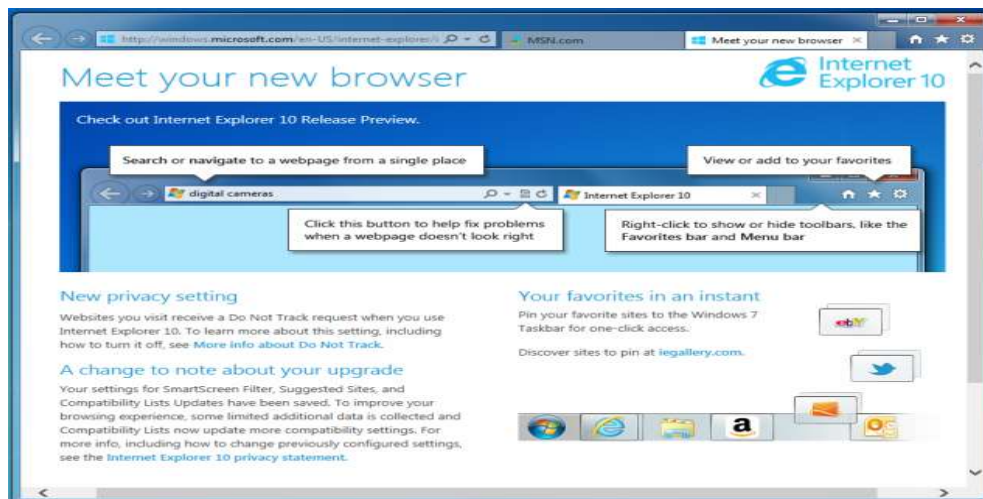 http://windows.microsoft.com/en-US/internet-explorer/
MSN.com
Meet your new browser
Meet your new browser
Internet
Explorer 10
Check out Internet Explorer 10 Release Preview.
Search or navigate to a webpage from a single place
View or add to your favorites
digital cameras
Internet Explorer 10
Click this button to help fix problems
when a webpage doesn't look right
Right-click to show or hide toolbars, like the
Favorites bar and Menu bar
New privacy setting
Websites you visit receive a Do Not Track request when you use
Internet Explorer 10. To learn more about this setting, including
how to turn it off, see More info about Do Not Track.
A change to note about your upgrade
Your settings for SmartScreen Filter, Suggested Sites, and
Compatibility Lists Updates have been saved. To improve your
browsing experience, some limited additional data is collected and
Compatibility Lists now update more compatibility settings. For
more info, including how to change previously configured settings,
see the Internet Explorer 10 privacy statement.
Your favorites in an instant
Pin your favorite sites to the Windows 7
Taskbar for one-click access.
Discover sites to pin at iegallery.com.
ebY
a